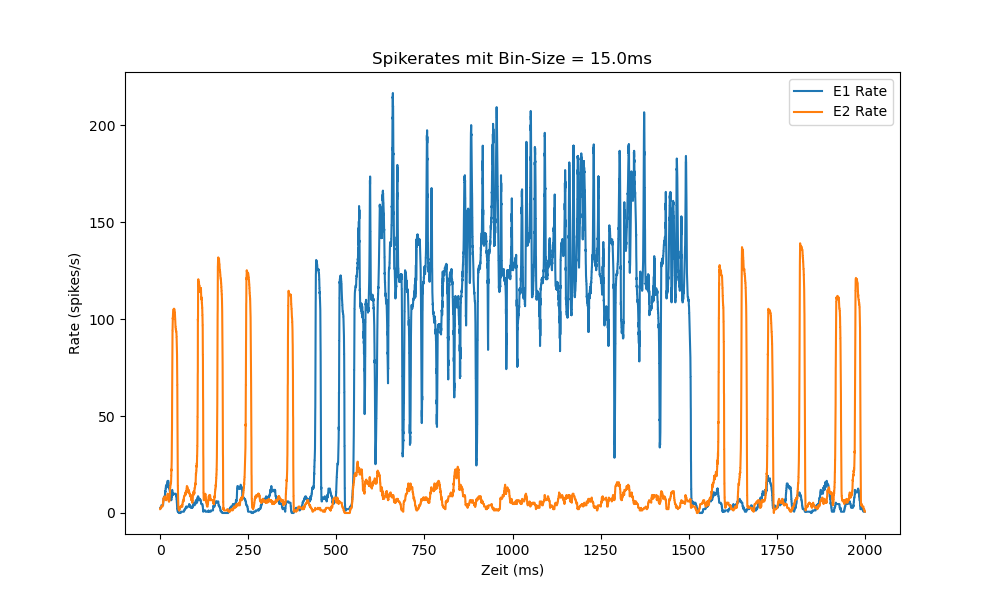 Spikerates mit Bin-Size = 15.0ms
E1 Rate
E2 Rate
Rate (spikes/s)
200
150
100
50
0
0 250 500 750 1000 1250 1500 1750 2000
Zeit (ms)